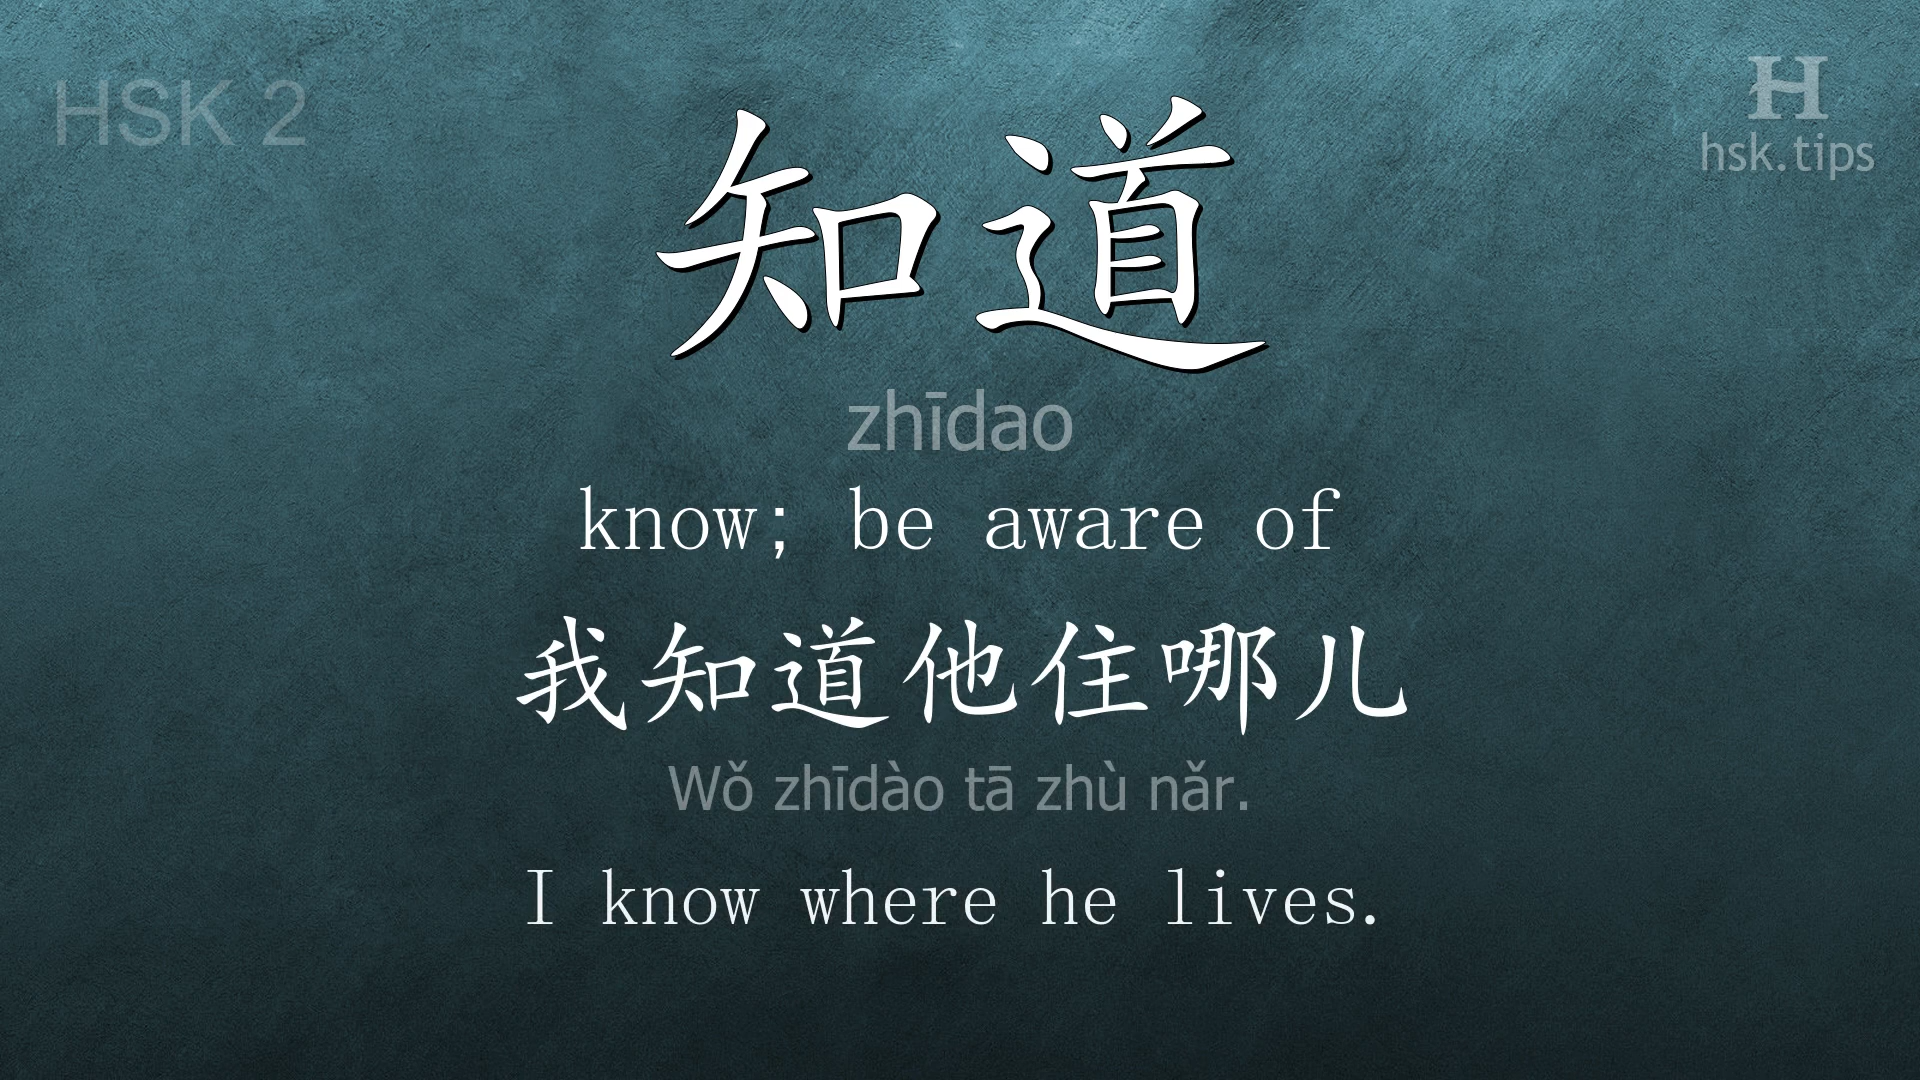 HSK 2
H
hsk.tips
知道
zhīdao
know; be aware of
我知道他住哪儿
Wǒ zhīdào tā zhù nǎr.
I know where he lives.